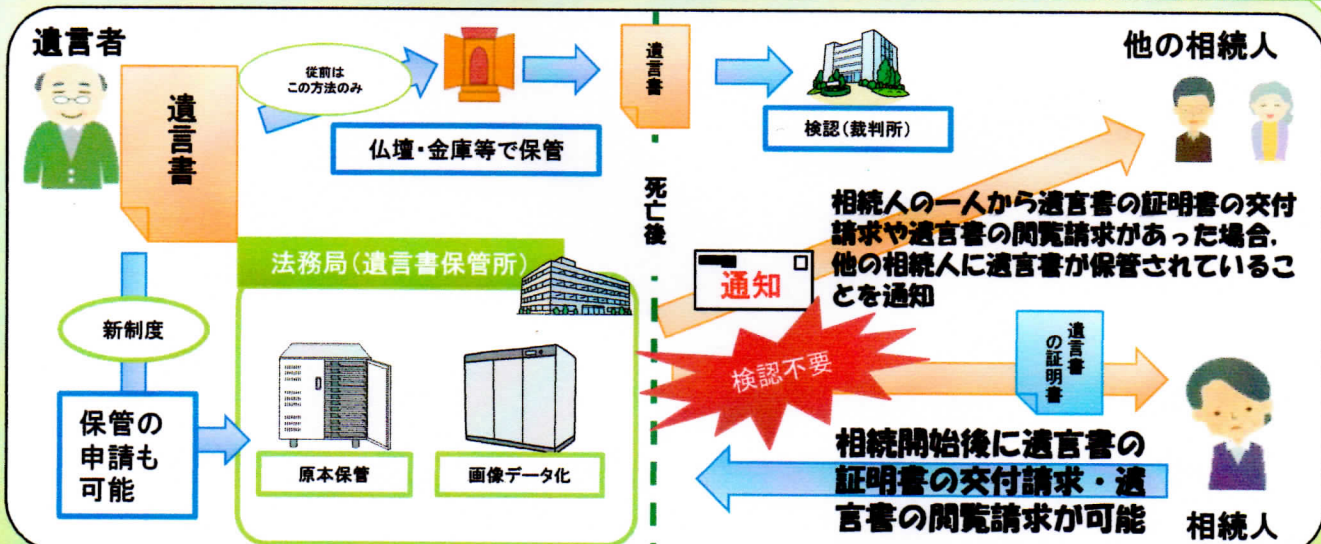 遺言者
遺言書
従前は
この方法のみ
仏壇・金庫等で保管
遺言書
検認(裁判所)
他の相続人
死亡後
相続人の一人から遺言書の証明書の交付
請求や遺言書の閲覧請求があった場合,
他の相続人に遺言書が保管されているこ
とを通知
法務局(遺言書保管所)
通知
新制度
検認不要
遺言書
の証明書
保管の
申請も
可能
原本保管
画像データ化
相続開始後に遺言書の
証明書の交付請求・遺
言書の閲覧請求が可能
相続人